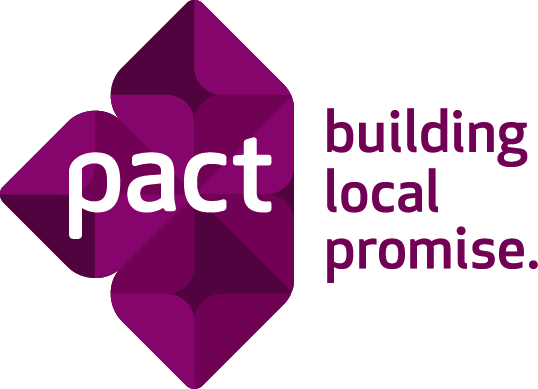 pact
building
local
promise.